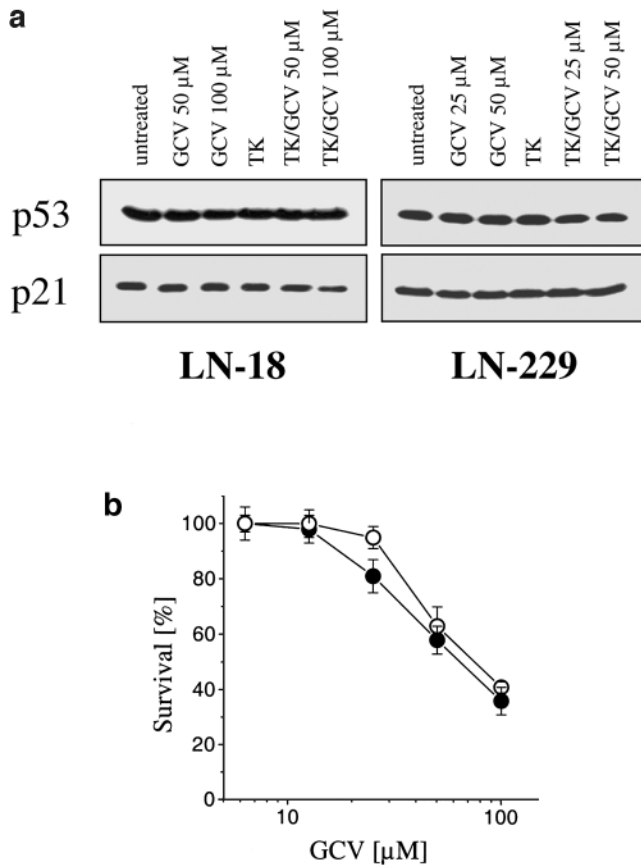 a
untreated
GCV 50 µM
GCV 100 µM
TK
TK/GCV 50 µM
TK/GCV 100 µM
untreated
GCV 25 µM
GCV 50 µM
TK
TK/GCV 25 µM
TK/GCV 50 µM
p53
p21
LN-18
LN-229
b
100
80
60
40
20
0
Survival [%]
10
100
GCV [µM]